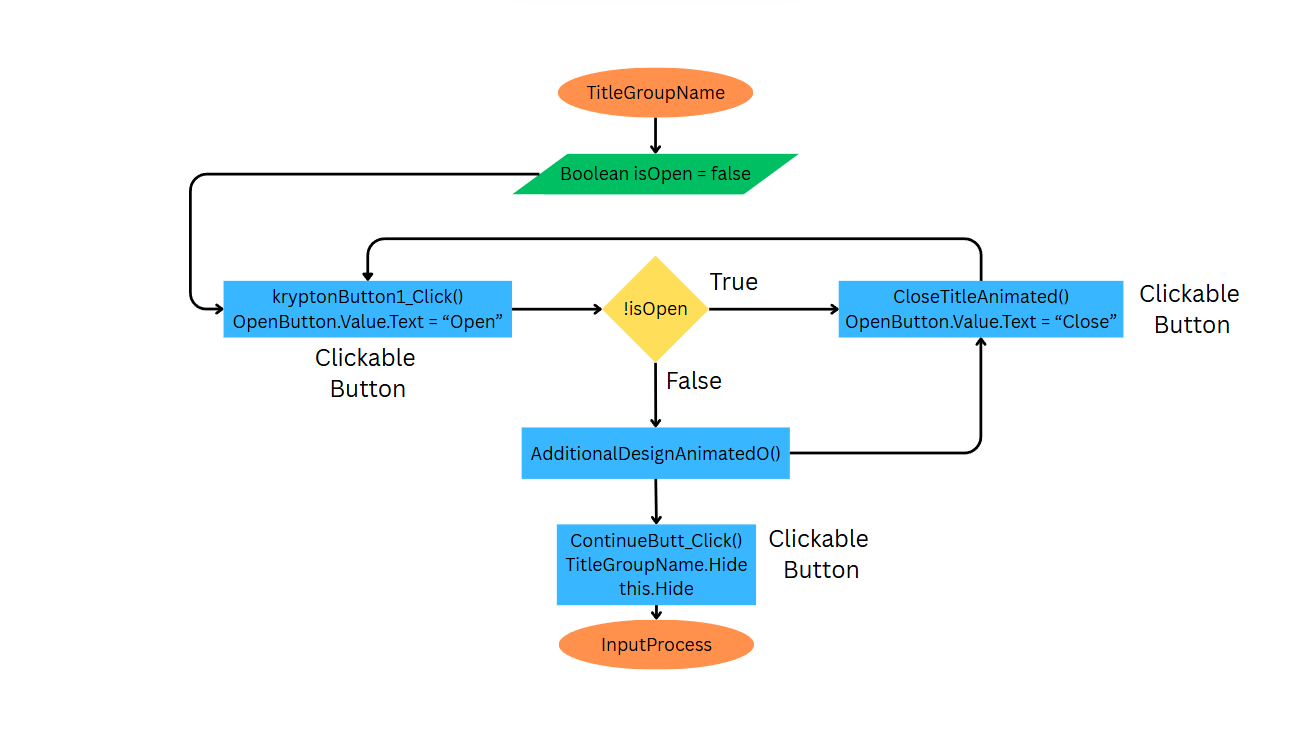 TitleGroupName
Boolean isOpen = false
kryptonButton1_Click()
OpenButton.Value.Text = “Open”
Clickable
Button
!isOpen
True
False
CloseTitleAnimated()
OpenButton.Value.Text = “Close”
Clickable
Button
AdditionalDesignAnimatedO()
ContinueButt_Click()
TitleGroupName.Hide
this.Hide
Clickable
Button
InputProcess